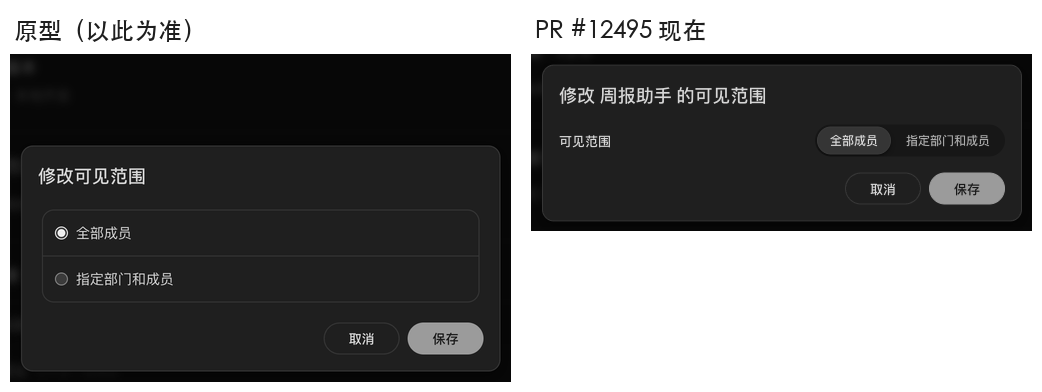 原型（以此为准）
修改可见范围
全部成员
指定部门和成员
取消 保存
PR #12495 现在
修改 周报助手 的可见范围
可见范围 全部成员 指定部门和成员
取消 保存